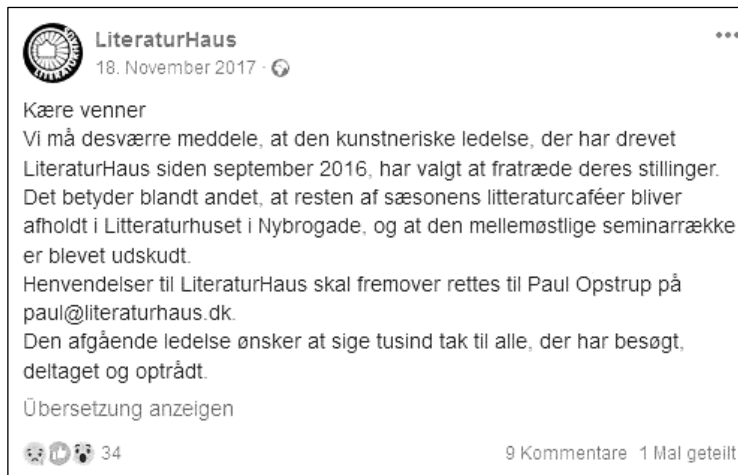 LiteraturHaus
18. November 2017 ·
Kære venner
Vi må desværre meddele, at den kunstneriske ledelse, der har drevet
LiteraturHaus siden september 2016, har valgt at fratræde deres stillinger.
Det betyder blandt andet, at resten af sæsonens litteraturcaféer bliver
afholdt i Litteraturhuset i Nybrogade, og at den mellemøstlige seminarrække
er blevet udskudt.
Henvendelser til LiteraturHaus skal fremover rettes til Paul Opstrup på
paul@literaturhaus.dk.
Den afgående ledelse ønsker at sige tusind tak til alle, der har besøgt,
deltaget og optrådt.
Übersetzung anzeigen
34
9 Kommentare 1 Mal geteilt